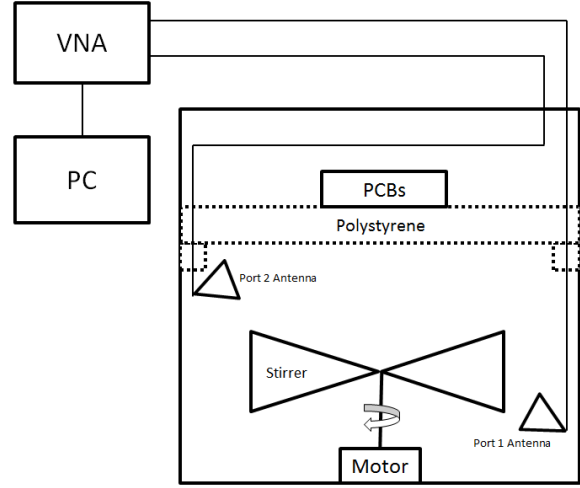 VNA
PC
PCBs
Polystyrene
Port 2 Antenna
Stirrer
Port 1 Antenna
Motor